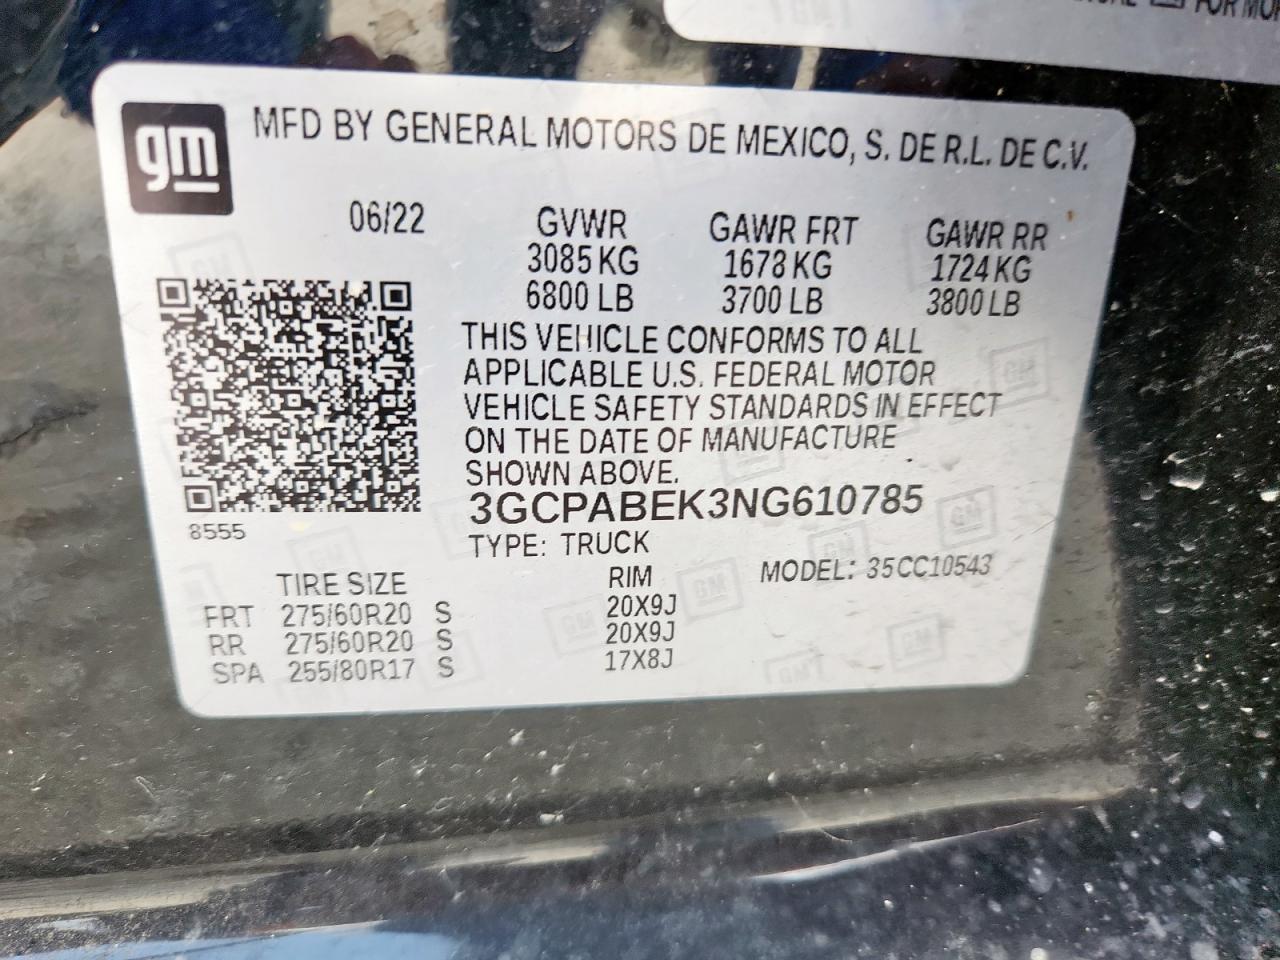 FOR MOR
gm
MFD BY GENERAL MOTORS DE MEXICO, S. DE R.L. DE C.V.
06/22 GVWR GAWR FRT GAWR RR
3085 KG 1678 KG 1724 KG
6800 LB 3700 LB 3800 LB
THIS VEHICLE CONFORMS TO ALL
APPLICABLE U.S. FEDERAL MOTOR
VEHICLE SAFETY STANDARDS IN EFFECT
ON THE DATE OF MANUFACTURE
SHOWN ABOVE.
3GCPABEK3NG610785
8555
TYPE: TRUCK
MODEL: 35CC10543
TIRE SIZE RIM
FRT 275/60R20 S 20X9J
RR 275/60R20 S 20X9J
SPA 255/80R17 S 17X8J